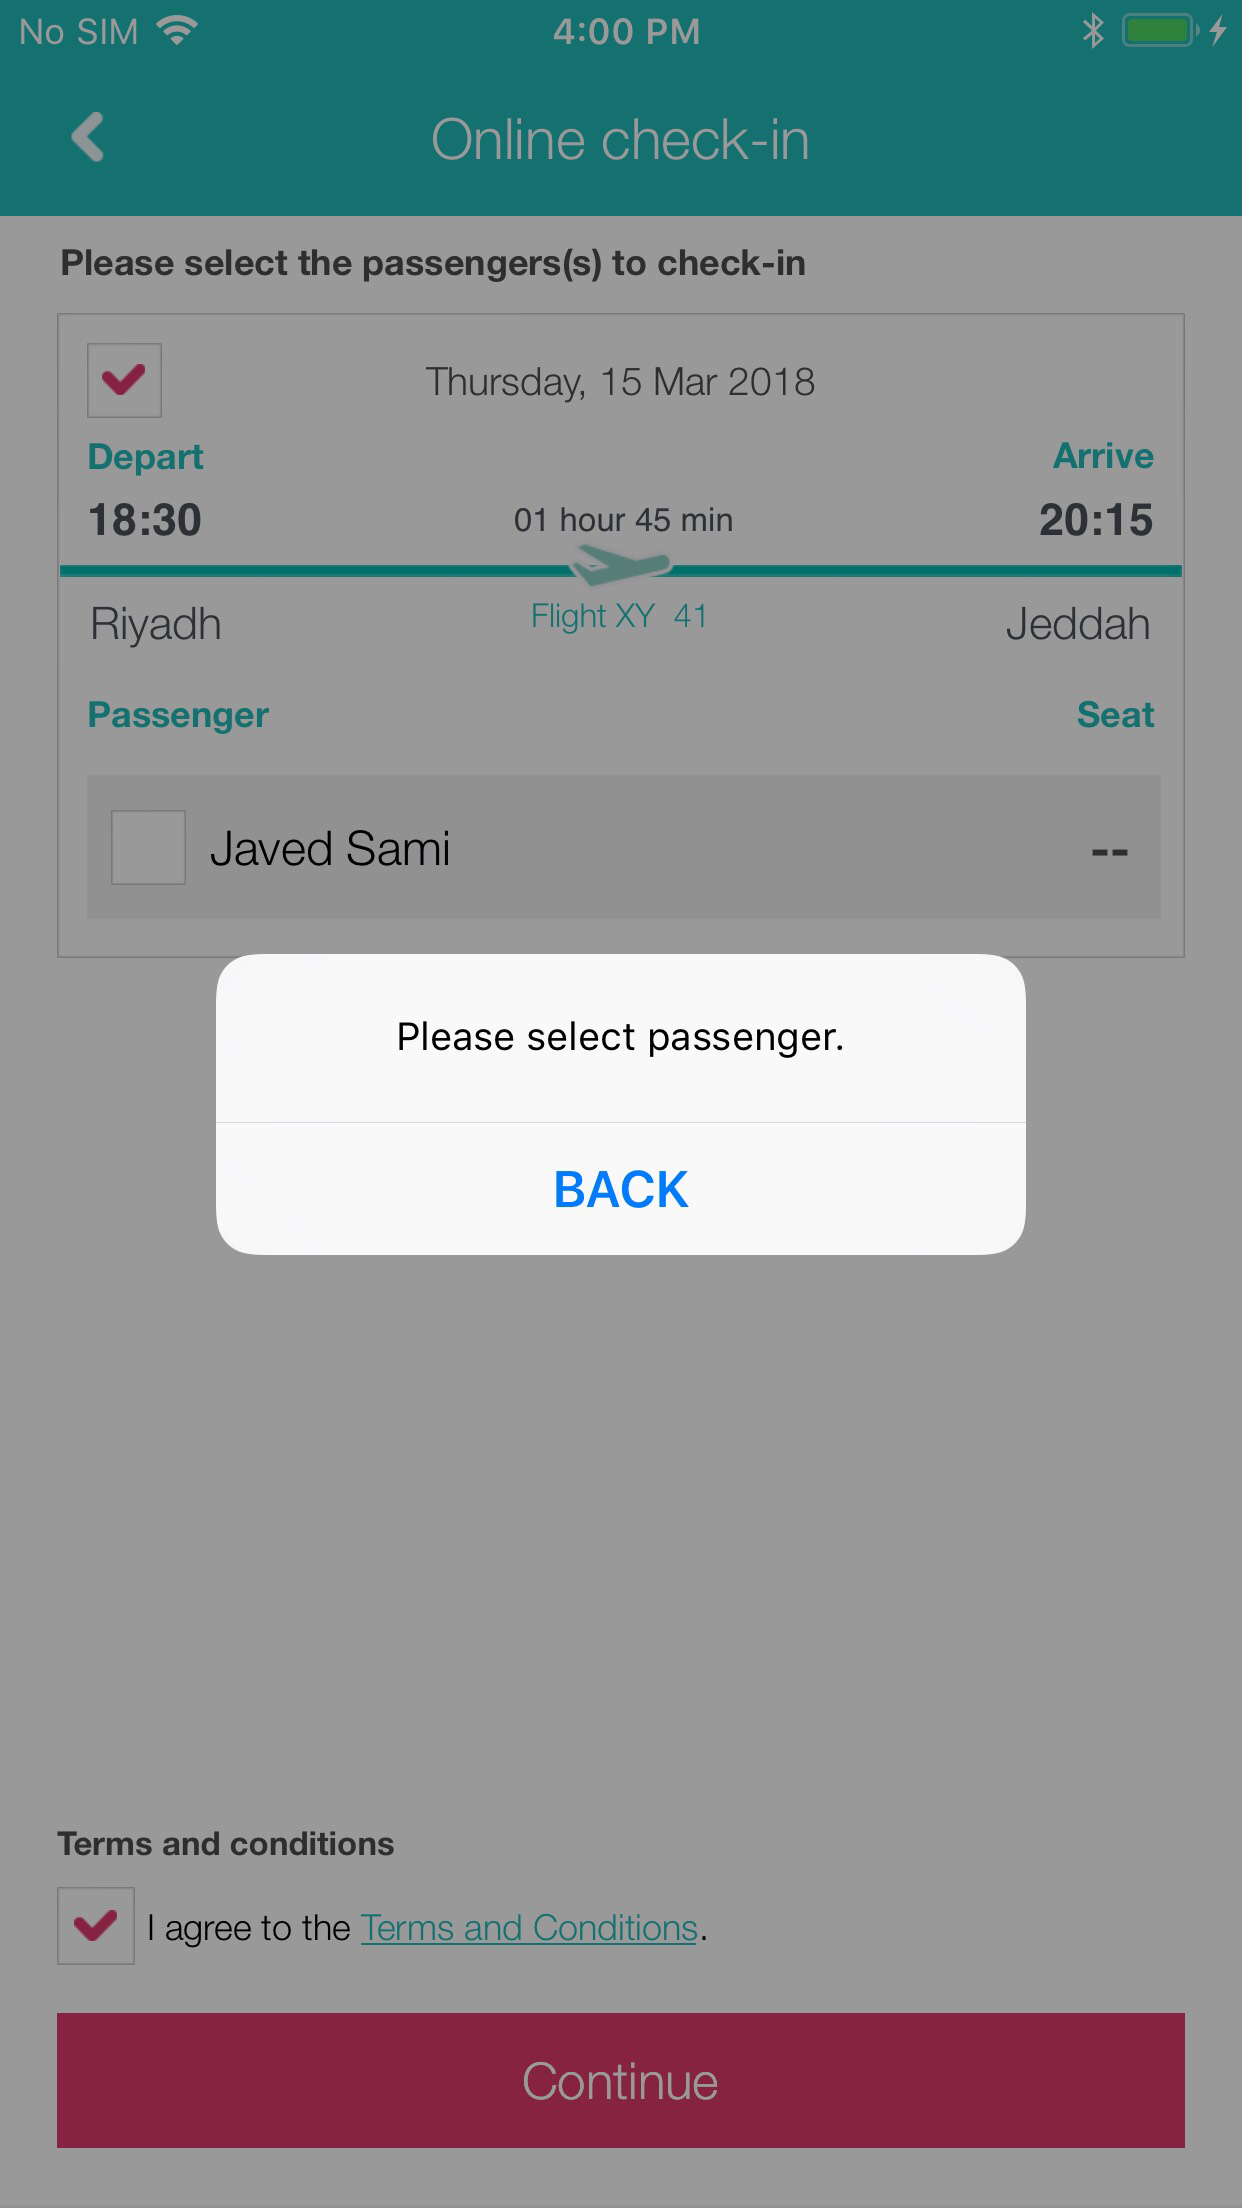 No SIM 4:00 PM
Online check-in
Please select the passengers(s) to check-in
Thursday, 15 Mar 2018
Depart Arrive
18:30 01 hour 45 min 20:15
Riyadh Flight XY 41 Jeddah
Passenger Seat
Javed Sami --
Please select passenger.
BACK
Terms and conditions
I agree to the Terms and Conditions.
Continue